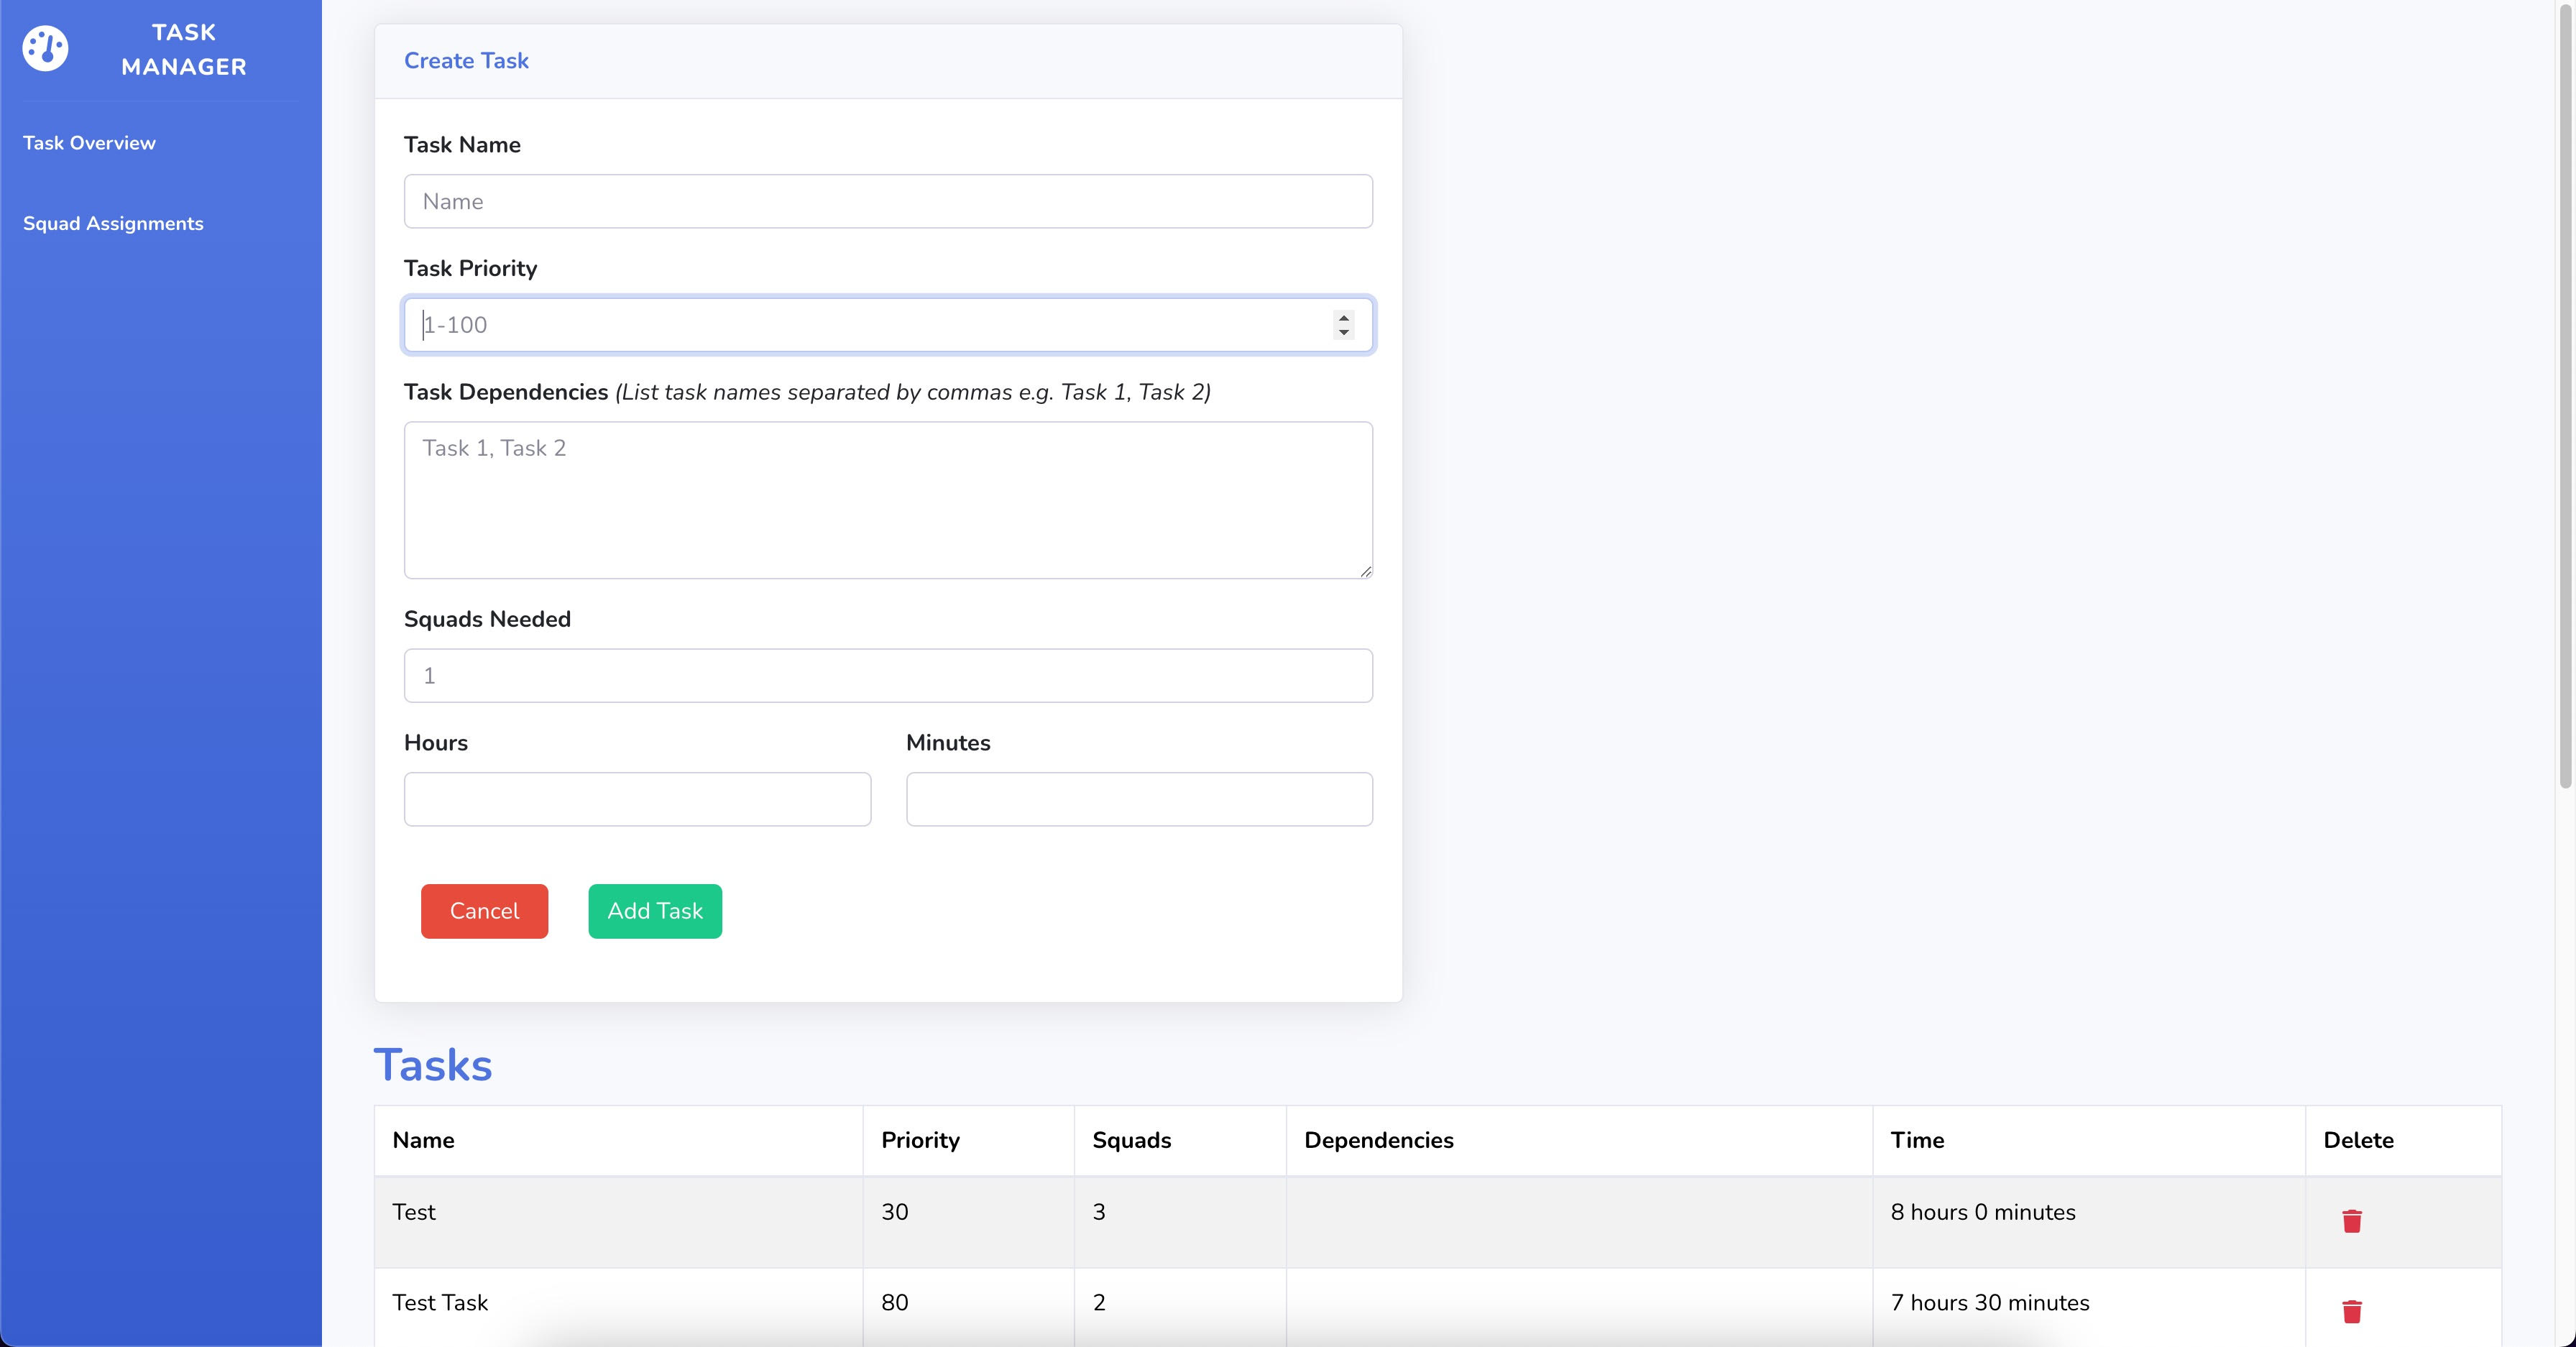 TASK
MANAGER
Task Overview
Squad Assignments
Create Task
Task Name
Name
Task Priority
1-100
Task Dependencies (List task names separated by commas e.g. Task 1, Task 2)
Task 1, Task 2
Squads Needed
1
Hours Minutes
Cancel Add Task
Tasks
Name Priority Squads Dependencies Time Delete
Test 30 3 8 hours 0 minutes
Test Task 80 2 7 hours 30 minutes